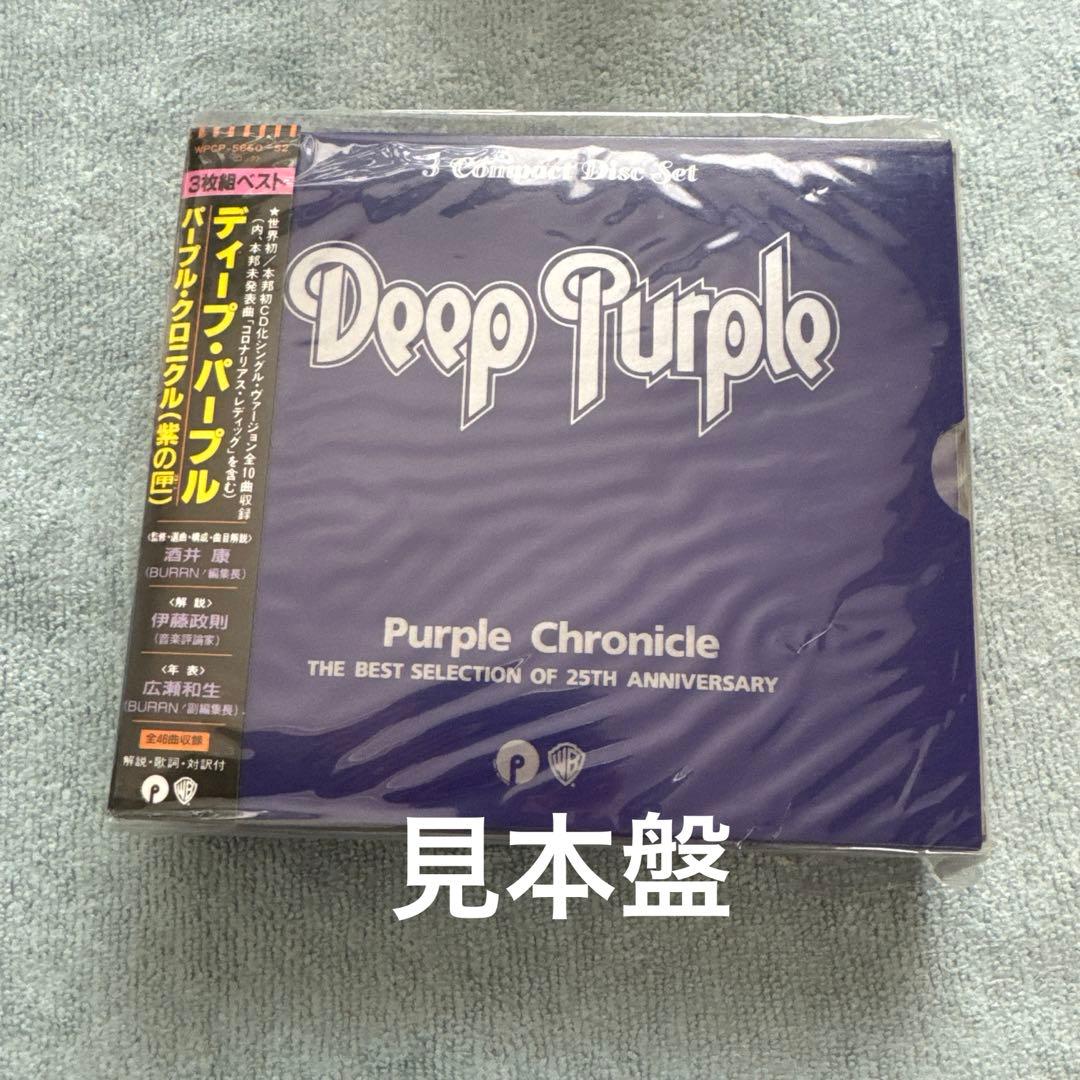 WPCP-5660~52
3枚組ベスト
ディープ・パープル
パープル・クロニクル(紫の匣)
★世界初/本邦初CD化シングル・ヴァージョン全10曲収録
(内、本邦未発表曲「コロナリアス・レディッグ」を含む)
〈監修・選曲・構成・曲目解説〉
酒井 康
(BURRN!編集長)
〈解説〉
伊藤政則
(音楽評論家)
〈年表〉
広瀬和生
(BURRN!副編集長)
全46曲収録
解説・歌詞・対訳付
P
WB
3 Compact Disc Set
Deep Purple
Purple Chronicle
THE BEST SELECTION OF 25TH ANNIVERSARY
P
WB
見本盤